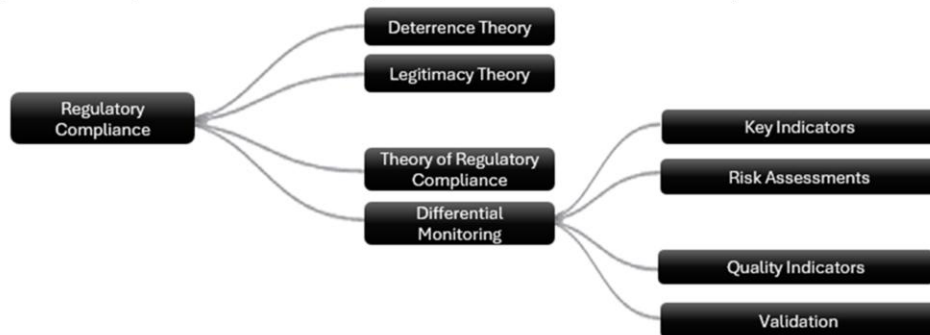 Deterrence Theory
Legitimacy Theory
Regulatory
Compliance
Theory of Regulatory
Compliance
Differential
Monitoring
Key Indicators
Risk Assessments
Quality Indicators
Validation